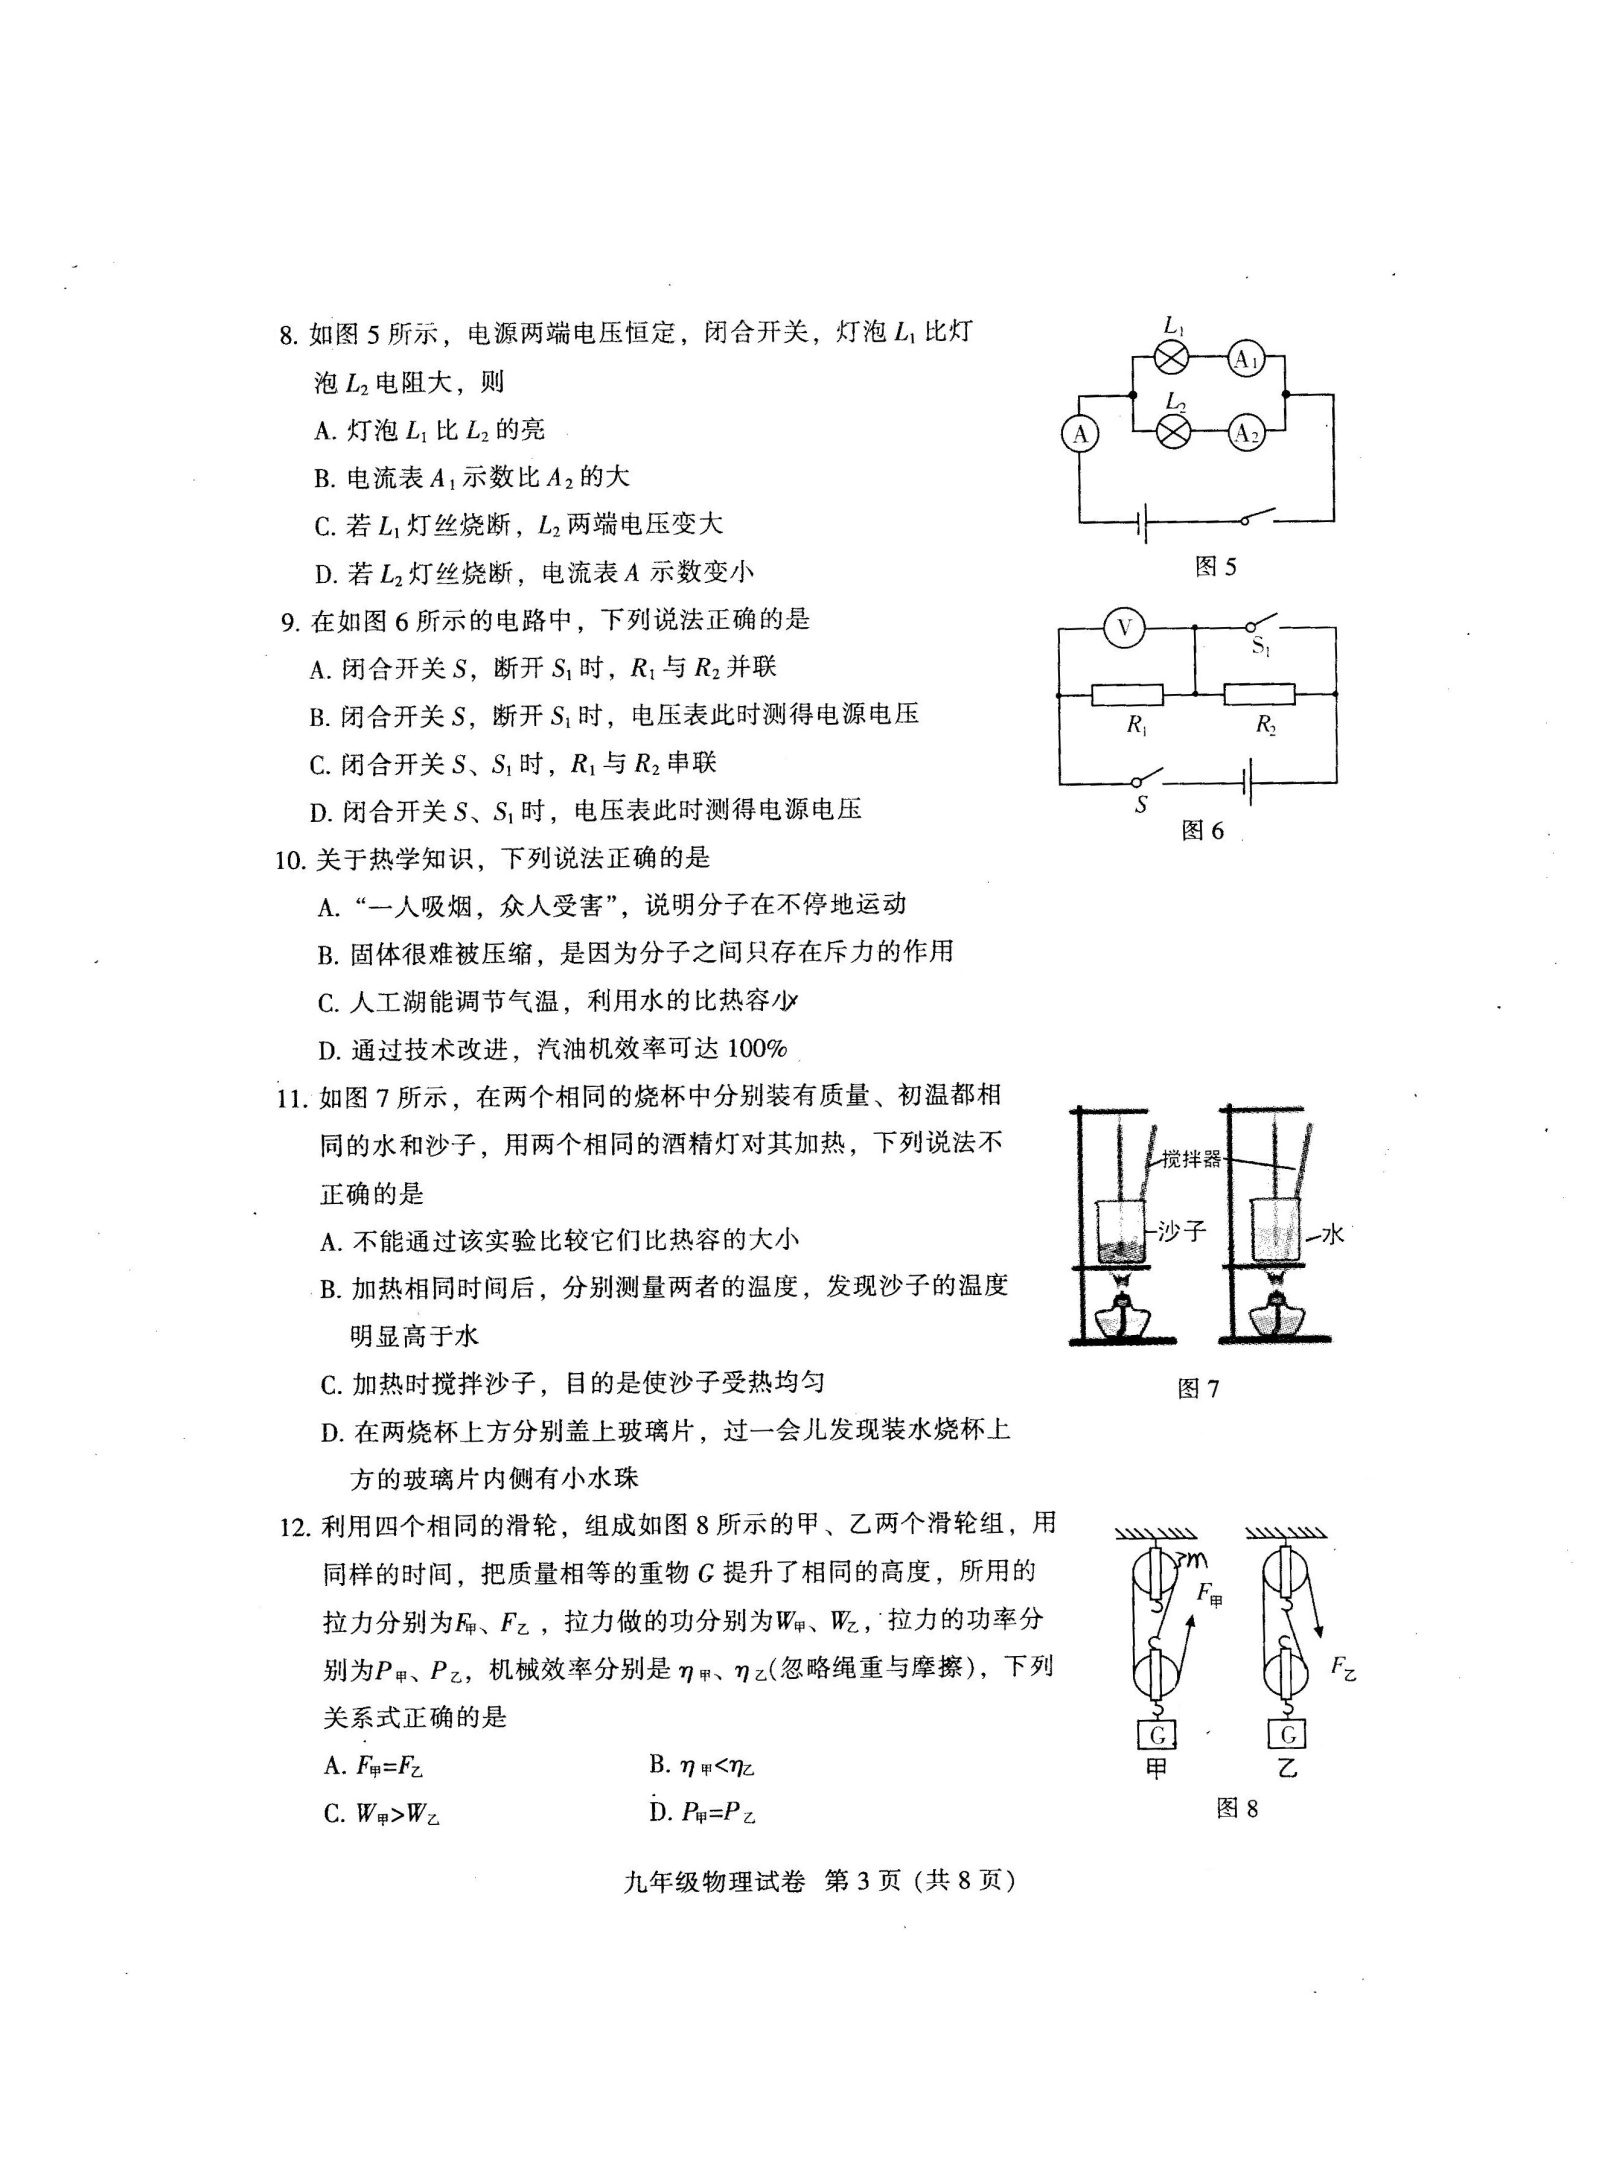 8. 如图 5 所示，电源两端电压恒定，闭合开关，灯泡 L₁ 比灯
泡 L₂ 电阻大，则
A. 灯泡 L₁ 比 L₂ 的亮
B. 电流表 A₁ 示数比 A₂ 的大
C. 若 L₁ 灯丝烧断，L₂ 两端电压变大
D. 若 L₂ 灯丝烧断，电流表 A 示数变小
L₁
A₁
L₂
A
A₂
图 5
9. 在如图 6 所示的电路中，下列说法正确的是
A. 闭合开关 S，断开 S₁ 时，R₁ 与 R₂ 并联
B. 闭合开关 S，断开 S₁ 时，电压表此时测得电源电压
C. 闭合开关 S、S₁ 时，R₁ 与 R₂ 串联
D. 闭合开关 S、S₁ 时，电压表此时测得电源电压
V
S₁
R₁
R₂
S
图 6
10. 关于热学知识，下列说法正确的是
A. “一人吸烟，众人受害”，说明分子在不停地运动
B. 固体很难被压缩，是因为分子之间只存在斥力的作用
C. 人工湖能调节气温，利用水的比热容小
D. 通过技术改进，汽油机效率可达 100%
11. 如图 7 所示，在两个相同的烧杯中分别装有质量、初温都相
同的水和沙子，用两个相同的酒精灯对其加热，下列说法不
正确的是
A. 不能通过该实验比较它们比热容的大小
B. 加热相同时间后，分别测量两者的温度，发现沙子的温度
明显高于水
C. 加热时搅拌沙子，目的是使沙子受热均匀
D. 在两烧杯上方分别盖上玻璃片，过一会儿发现装水烧杯上
方的玻璃片内侧有小水珠
搅拌器
沙子
水
图 7
12. 利用四个相同的滑轮，组成如图 8 所示的甲、乙两个滑轮组，用
同样的时间，把质量相等的重物 G 提升了相同的高度，所用的
拉力分别为F甲、F乙，拉力做的功分别为W甲、W乙，拉力的功率分
别为P甲、P乙，机械效率分别是 η甲、η乙(忽略绳重与摩擦)，下列
关系式正确的是
A. F甲=F乙
B. η甲<η乙
C. W甲>W乙
D. P甲=P乙
3m
F甲
F乙
G
G
甲
乙
图 8
九年级物理试卷 第 3 页 (共 8 页)